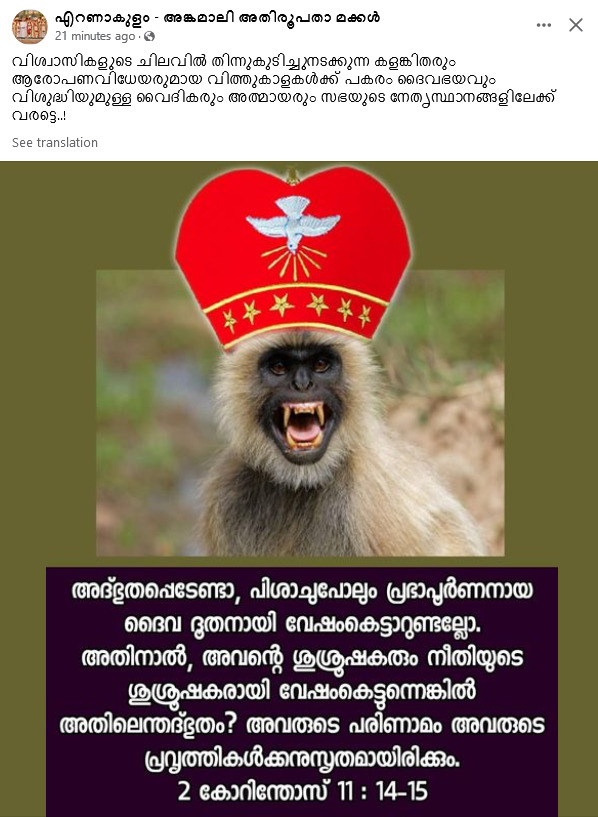 എറണാകുളം - അങ്കമാലി അതിരൂപതാ മക്കൾ
21 minutes ago ·
വിശ്വാസികളുടെ ചിലവിൽ തിന്നുകുടിച്ചുനടക്കുന്ന കളങ്കിതരും
ആരോപണവിധേയരുമായ വിത്തുകാളകൾക്ക് പകരം ദൈവഭയവും
വിശുദ്ധിയുമുള്ള വൈദികരും അത്മായരും സഭയുടെ നേതൃസ്ഥാനങ്ങളിലേക്ക്
വരട്ടെ..!
See translation
അദ്ഭുതപ്പെടേണ്ടാ, പിശാചുപോലും പ്രഭാപൂർണനായ
ദൈവ ദൂതനായി വേഷംകെട്ടാറുണ്ടല്ലോ.
അതിനാൽ, അവന്റെ ശുശ്രൂഷകരും നീതിയുടെ
ശുശ്രൂഷകരായി വേഷംകെട്ടുന്നെങ്കിൽ
അതിലെന്തദ്ഭുതം? അവരുടെ പരിണാമം അവരുടെ
പ്രവൃത്തികൾക്കനുസൃതമായിരിക്കും.
2 കോറിന്തോസ് 11 : 14-15